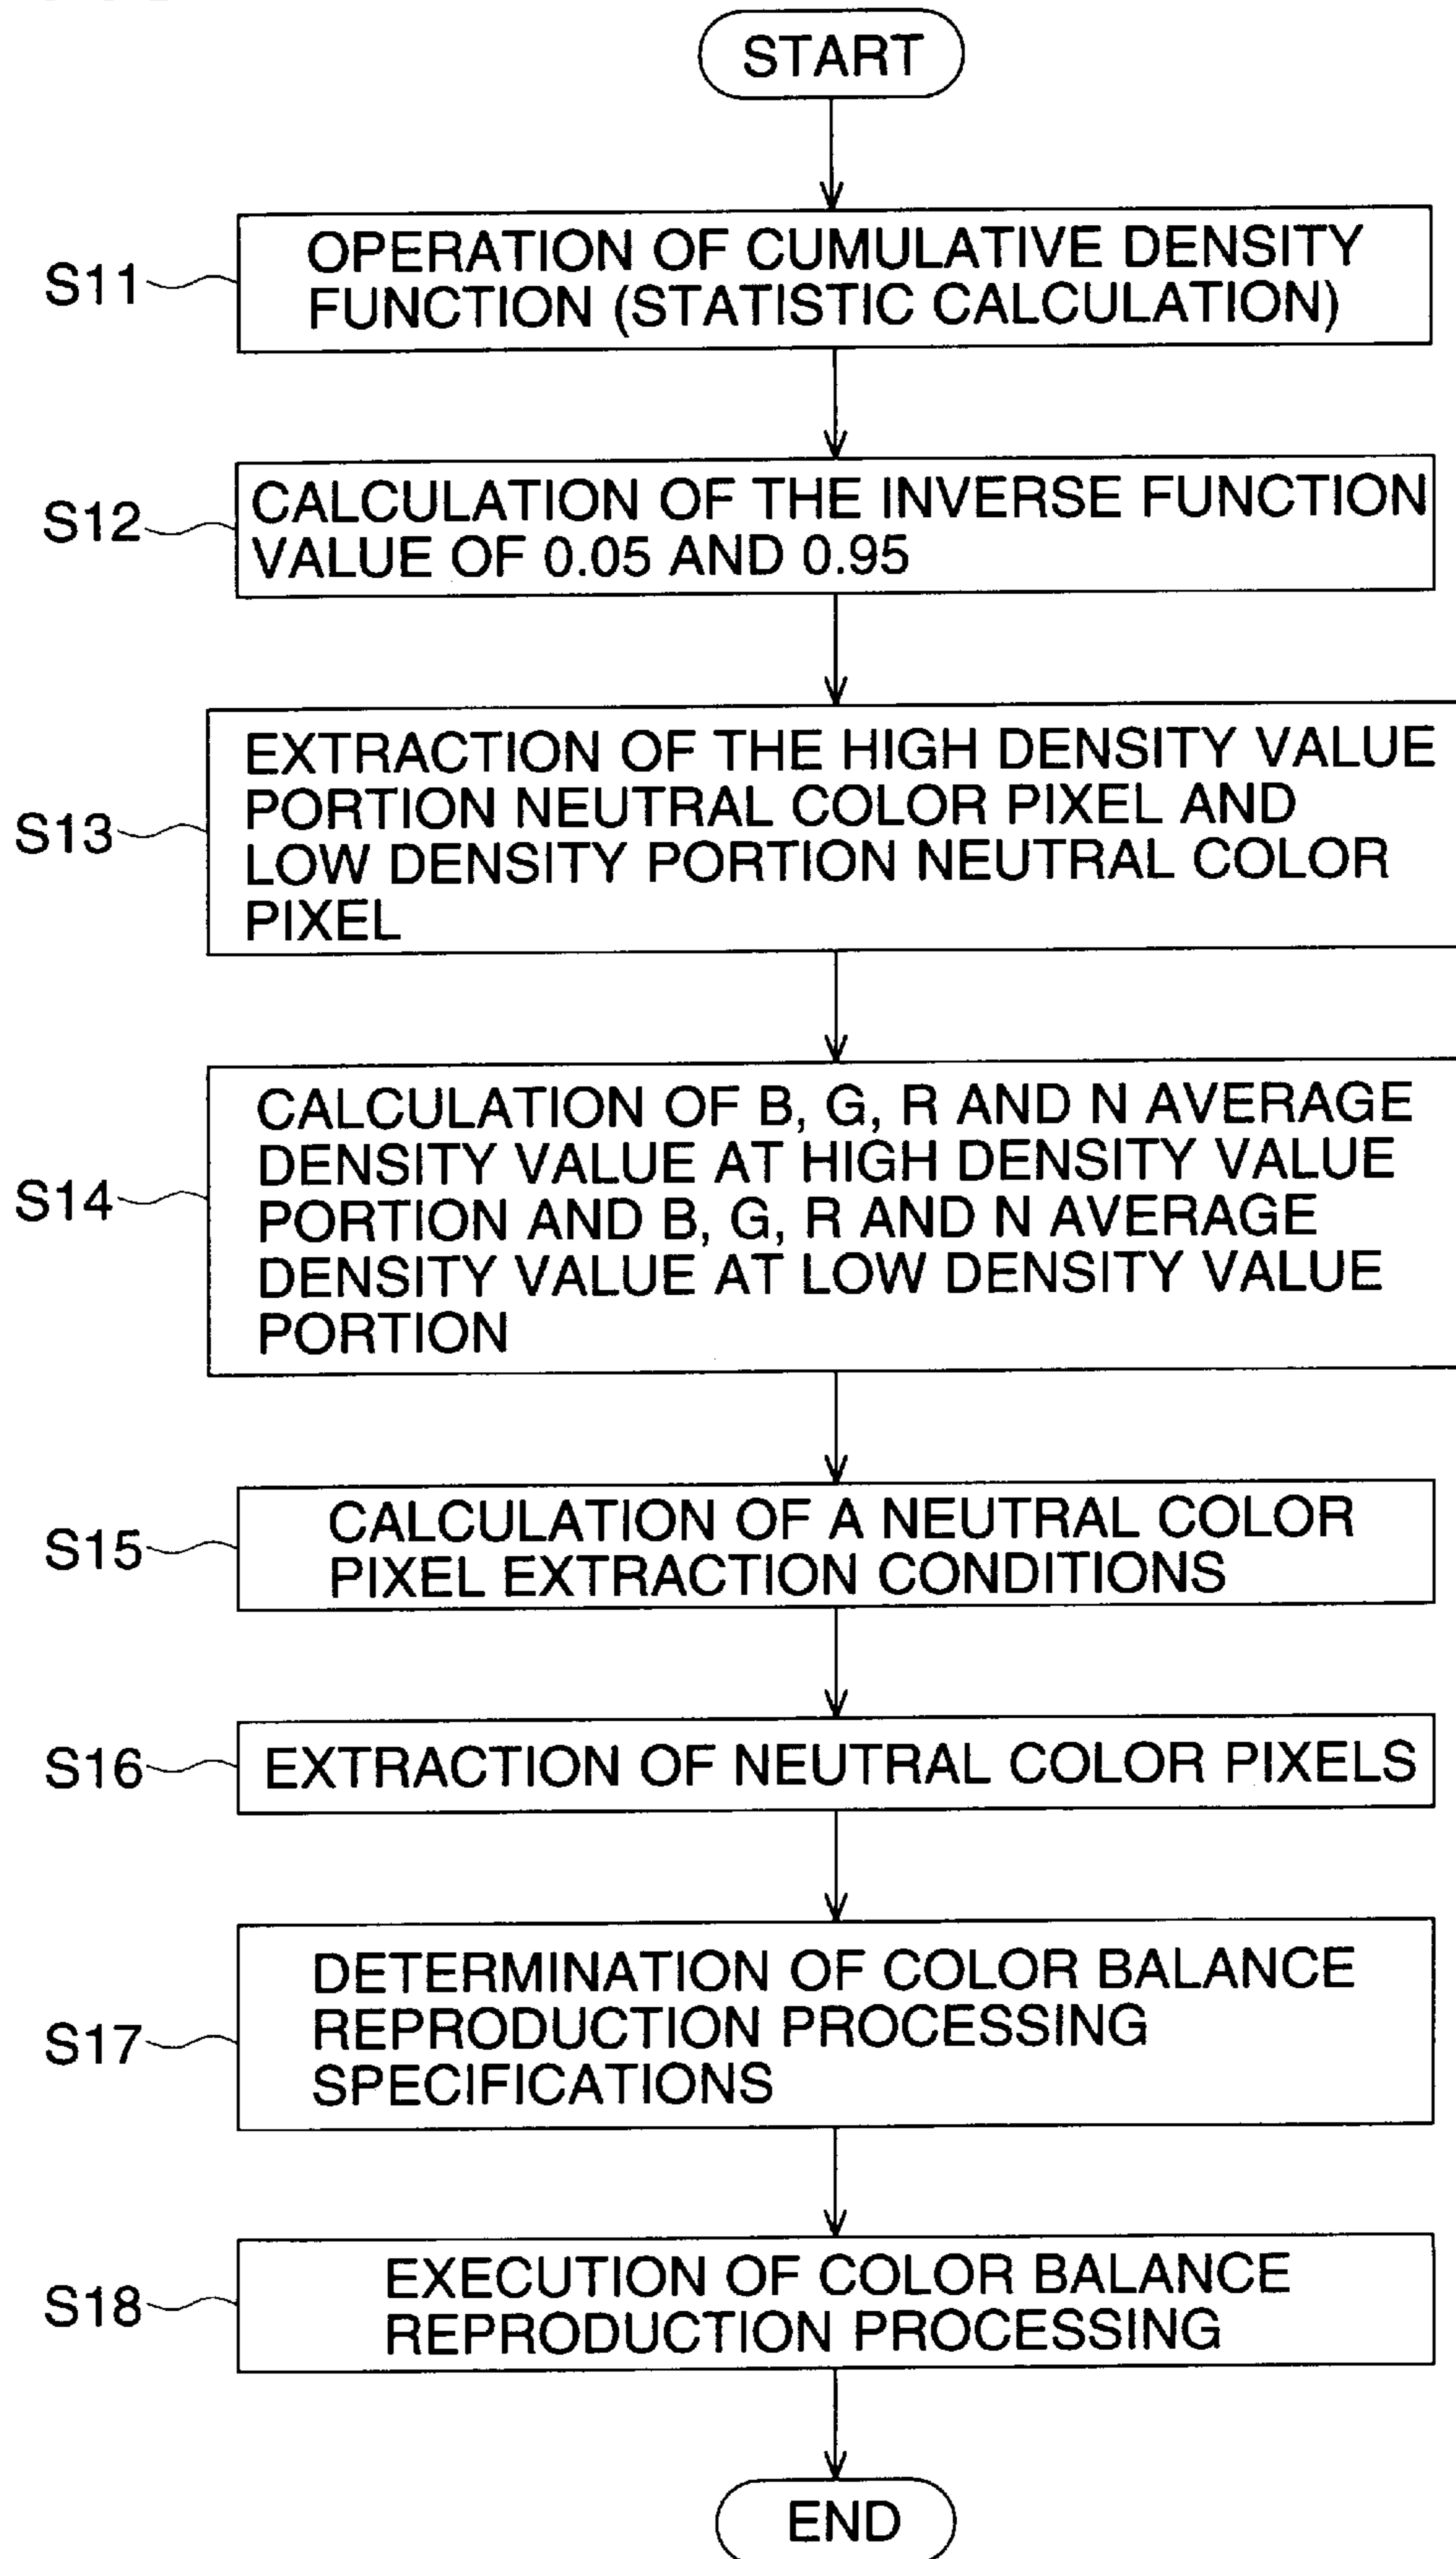 START
S11
OPERATION OF CUMULATIVE DENSITY
FUNCTION (STATISTIC CALCULATION)
S12
CALCULATION OF THE INVERSE FUNCTION
VALUE OF 0.05 AND 0.95
S13
EXTRACTION OF THE HIGH DENSITY VALUE
PORTION NEUTRAL COLOR PIXEL AND
LOW DENSITY PORTION NEUTRAL COLOR
PIXEL
S14
CALCULATION OF B, G, R AND N AVERAGE
DENSITY VALUE AT HIGH DENSITY VALUE
PORTION AND B, G, R AND N AVERAGE
DENSITY VALUE AT LOW DENSITY VALUE
PORTION
S15
CALCULATION OF A NEUTRAL COLOR
PIXEL EXTRACTION CONDITIONS
S16
EXTRACTION OF NEUTRAL COLOR PIXELS
S17
DETERMINATION OF COLOR BALANCE
REPRODUCTION PROCESSING
SPECIFICATIONS
S18
EXECUTION OF COLOR BALANCE
REPRODUCTION PROCESSING
END